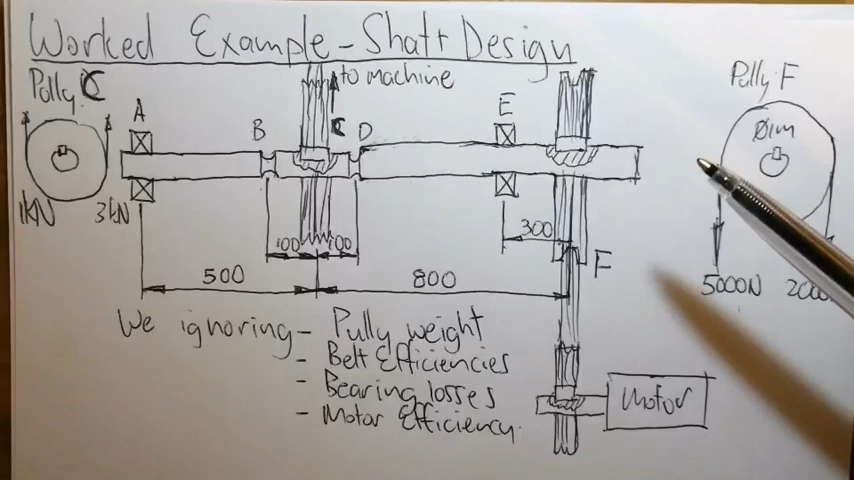 Worked Example - Shaft Design
Pully C
to machine
Pully F
A
B
C
D
E
Ø1m
1KN
3KN
100
100
300
F
500
800
5000N
We ignoring - Pully weight
- Belt Efficiencies
- Bearing losses
- Motor Efficiency.
Motor